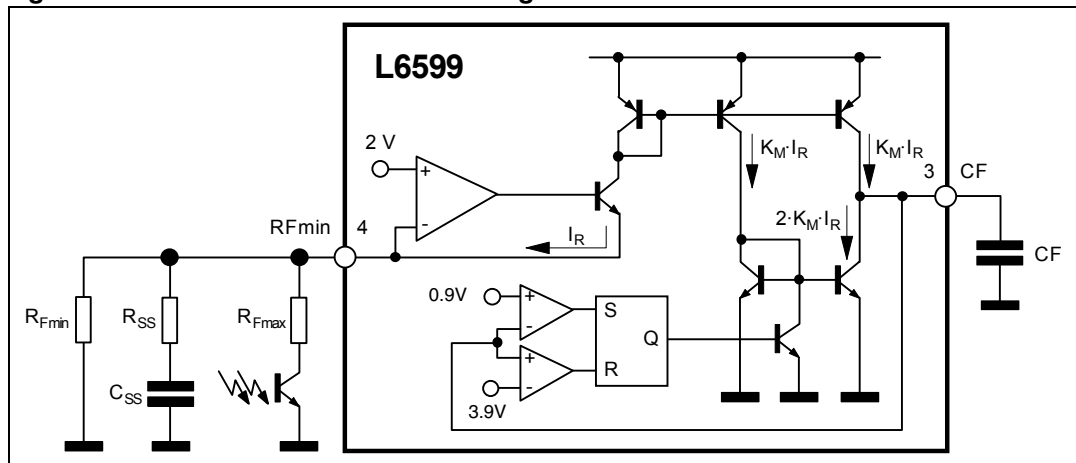 L6599
2 V
+
-
K_M·I_R
K_M·I_R
3
CF
RFmin
4
I_R
2·K_M·I_R
CF
0.9V
+
-
S
R_Fmin
R_SS
R_Fmax
Q
+
-
R
C_SS
3.9V